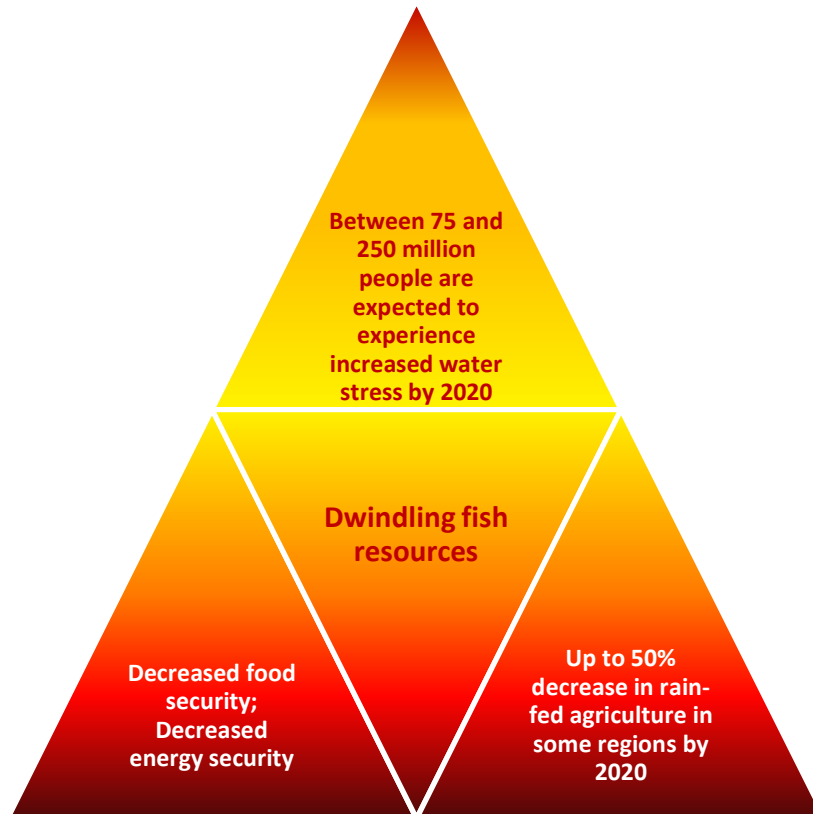 Between 75 and
250 million
people are
expected to
experience
increased water
stress by 2020
Dwindling fish
resources
Decreased food
security;
Decreased
energy security
Up to 50%
decrease in rain-
fed agriculture in
some regions by
2020